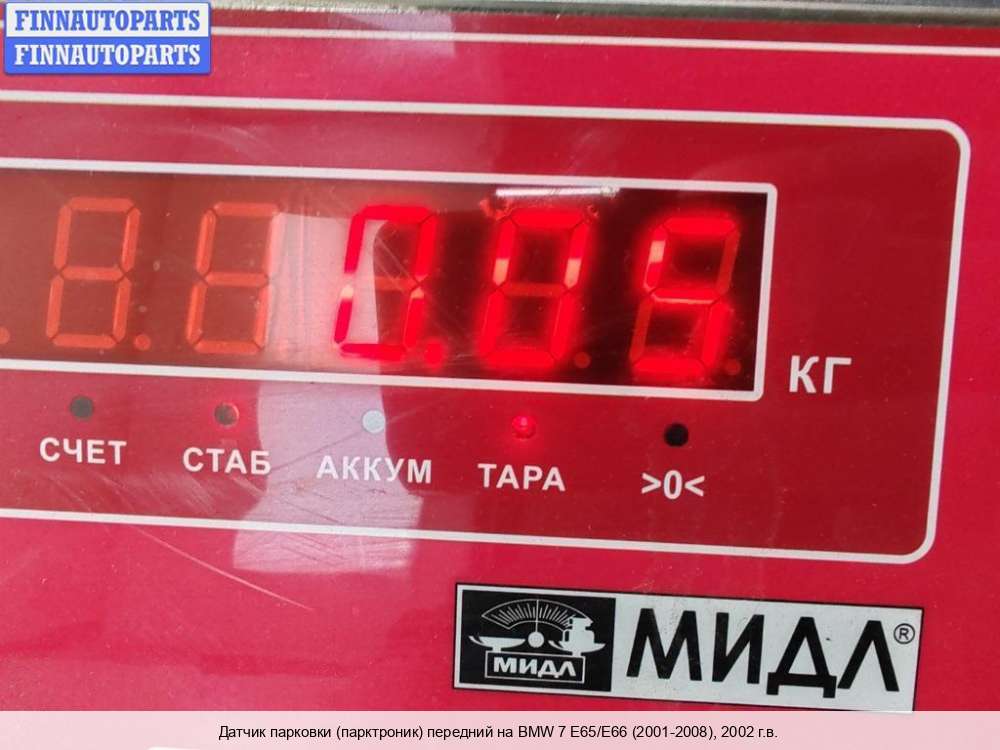 FINNAUTOPARTS
FINNAUTOPARTS
0.05
КГ
СЧЕТ СТАБ АККУМ ТАРА >0<
МИДЛ МИДЛ®
Датчик парковки (парктроник) передний на BMW 7 E65/E66 (2001-2008), 2002 г.в.